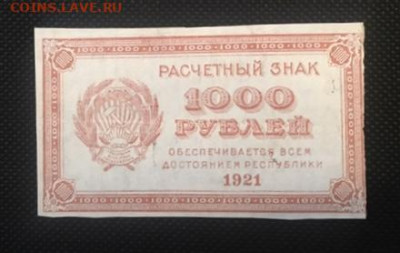 COINS.LAVE.RU
РАСЧЕТНЫЙ ЗНАК
1000
РУБЛЕЙ
ОБЕСПЕЧИВАЕТСЯ ВСЕМ
ДОСТОЯНИЕМ РЕСПУБЛИКИ
1921